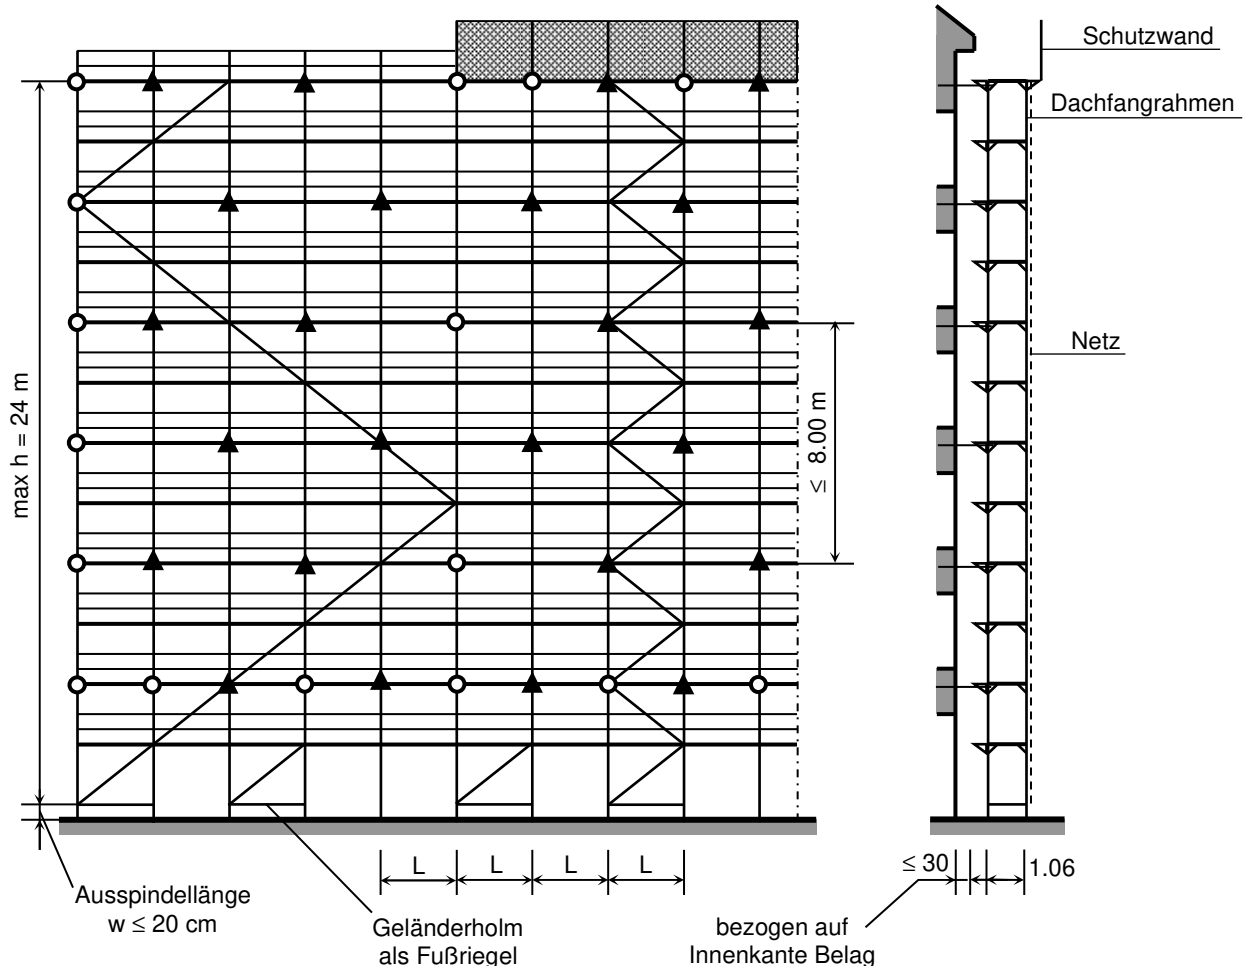 Schutzwand
Dachfangrahmen
Netz
max h = 24 m
≤ 8.00 m
L L L L
≤ 30
1.06
Ausspindellänge
w ≤ 20 cm
Geländerholm
als Fußriegel
bezogen auf
Innenkante Belag